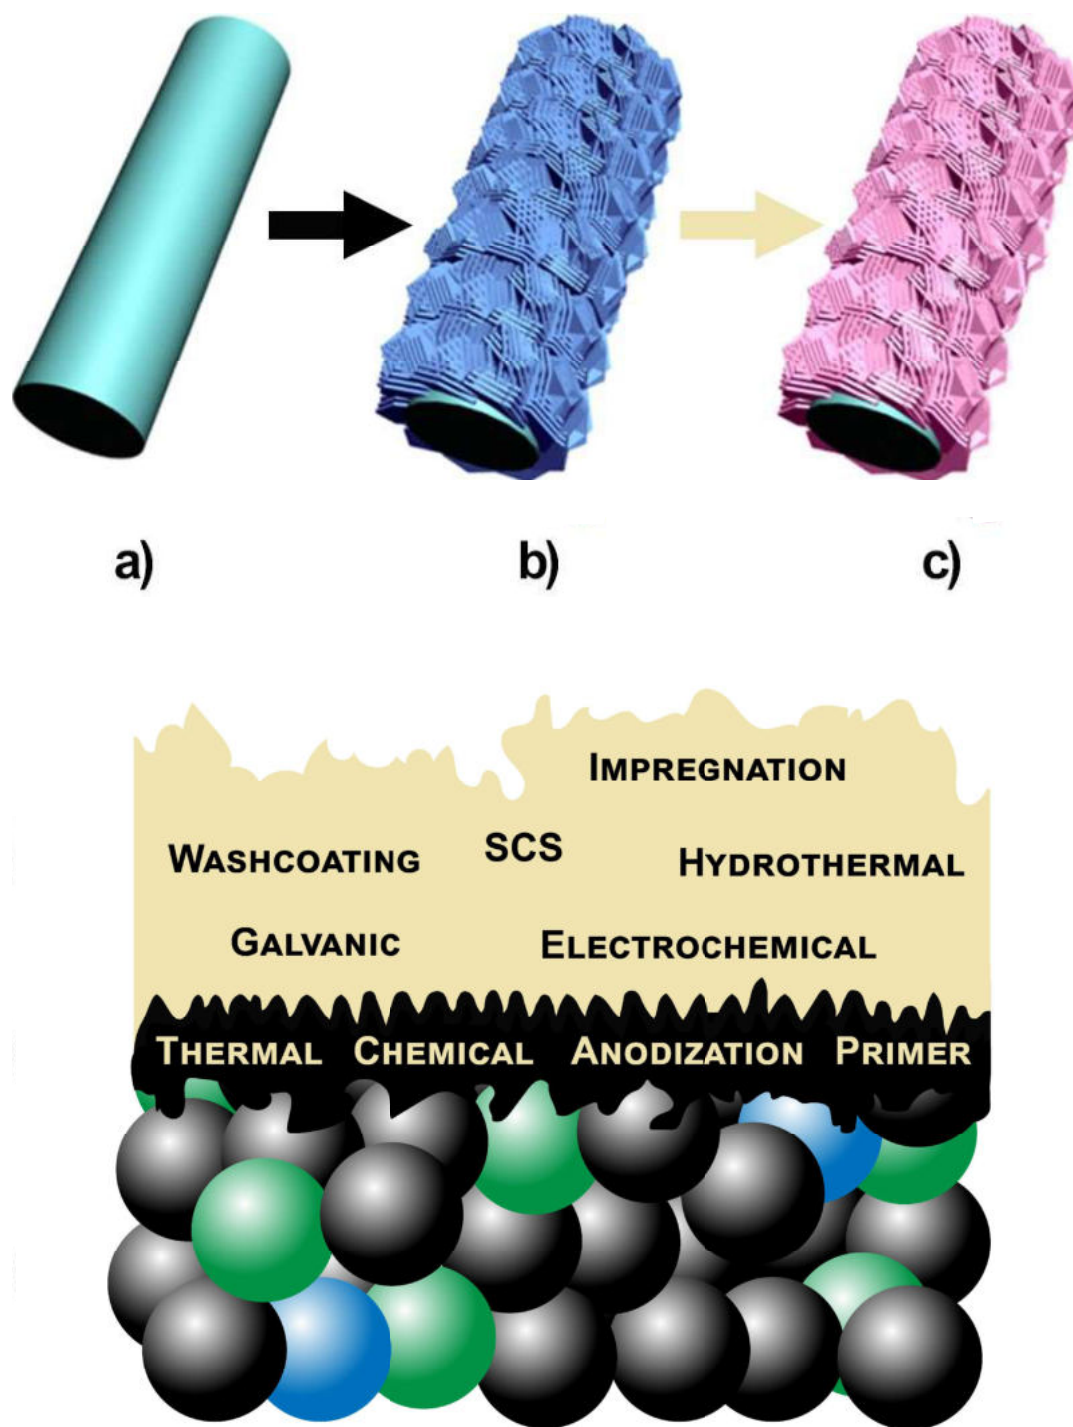 a) b) c)
IMPREGNATION
SCS
WASHCOATING
HYDROTHERMAL
GALVANIC
ELECTROCHEMICAL
THERMAL CHEMICAL ANODIZATION PRIMER